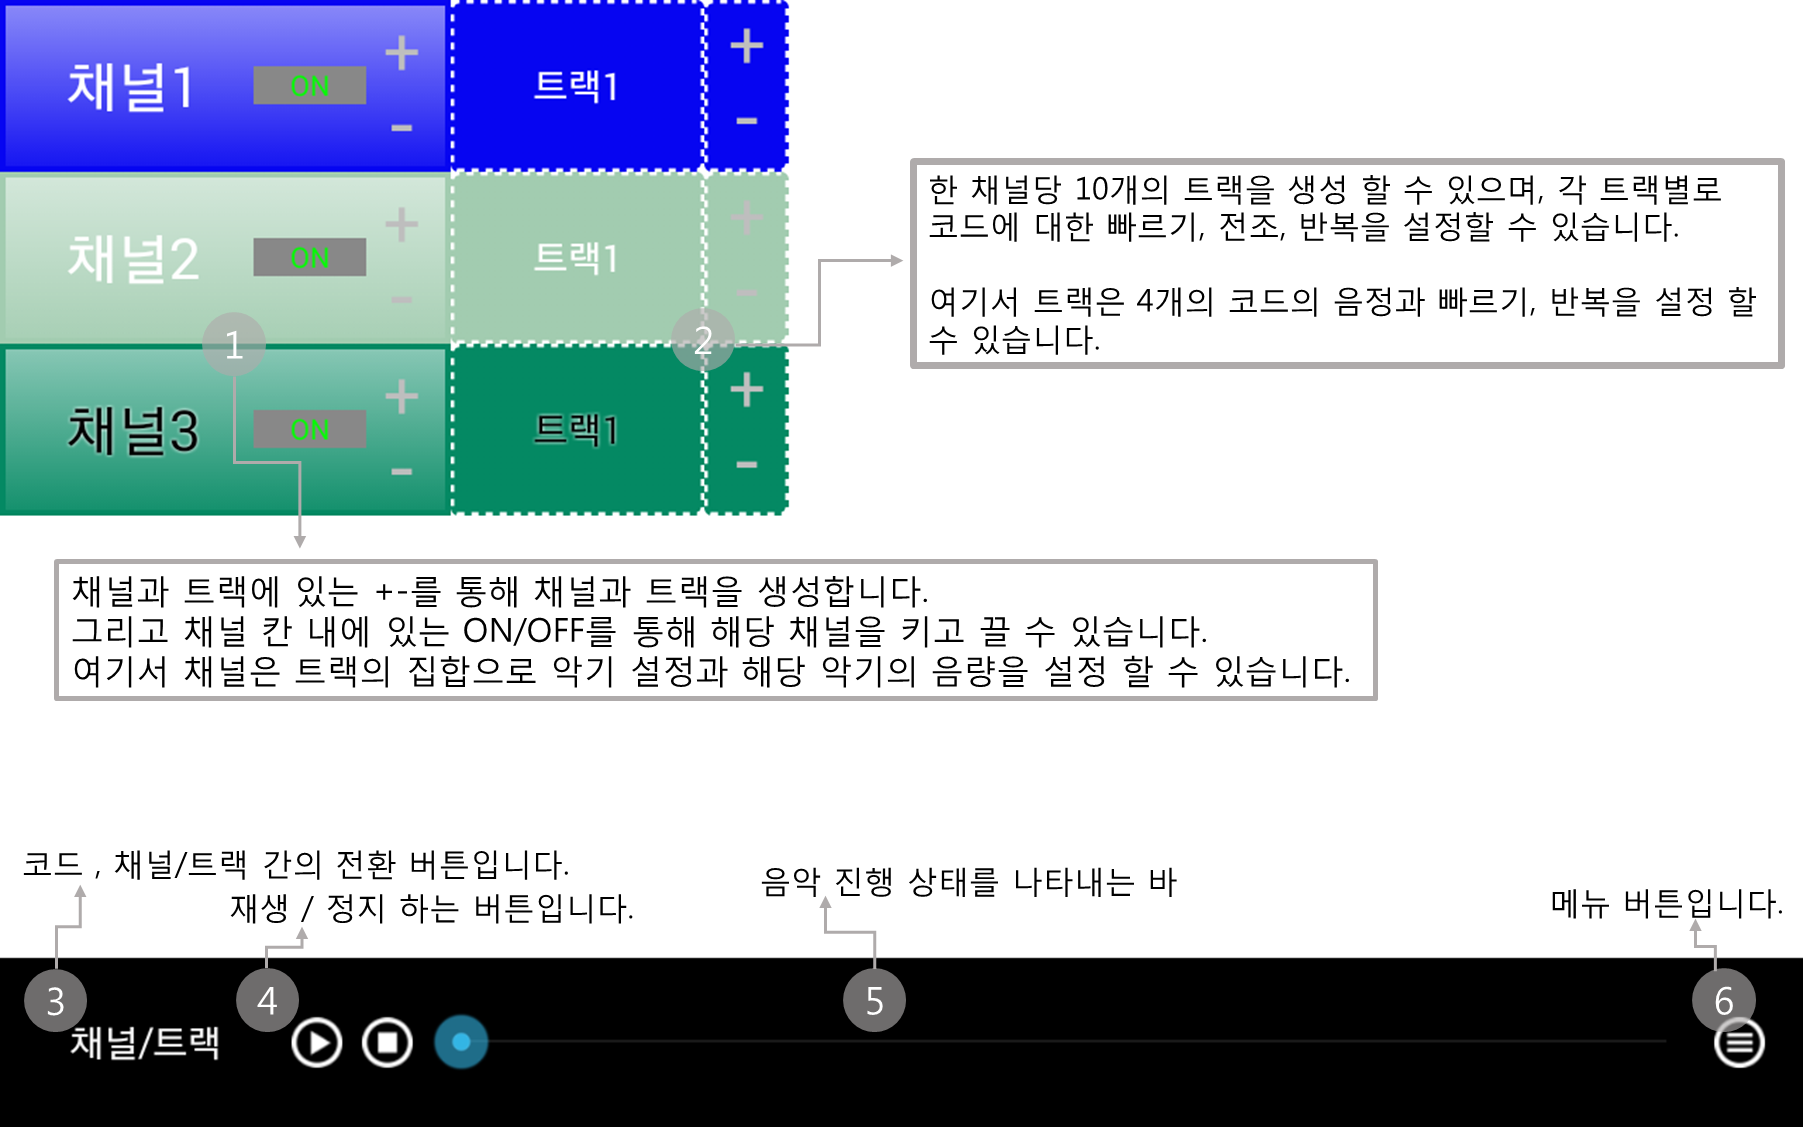 채널1 ON + - 트랙1 + -
채널2 ON + - 트랙1 + -
채널3 ON + - 트랙1 + -
1
2
한 채널당 10개의 트랙을 생성 할 수 있으며, 각 트랙별로
코드에 대한 빠르기, 전조, 반복을 설정할 수 있습니다.
여기서 트랙은 4개의 코드의 음정과 빠르기, 반복을 설정 할
수 있습니다.
채널과 트랙에 있는 +-를 통해 채널과 트랙을 생성합니다.
그리고 채널 칸 내에 있는 ON/OFF를 통해 해당 채널을 키고 끌 수 있습니다.
여기서 채널은 트랙의 집합으로 악기 설정과 해당 악기의 음량을 설정 할 수 있습니다.
코드 , 채널/트랙 간의 전환 버튼입니다.
재생 / 정지 하는 버튼입니다.
음악 진행 상태를 나타내는 바
메뉴 버튼입니다.
3
4
5
6
채널/트랙